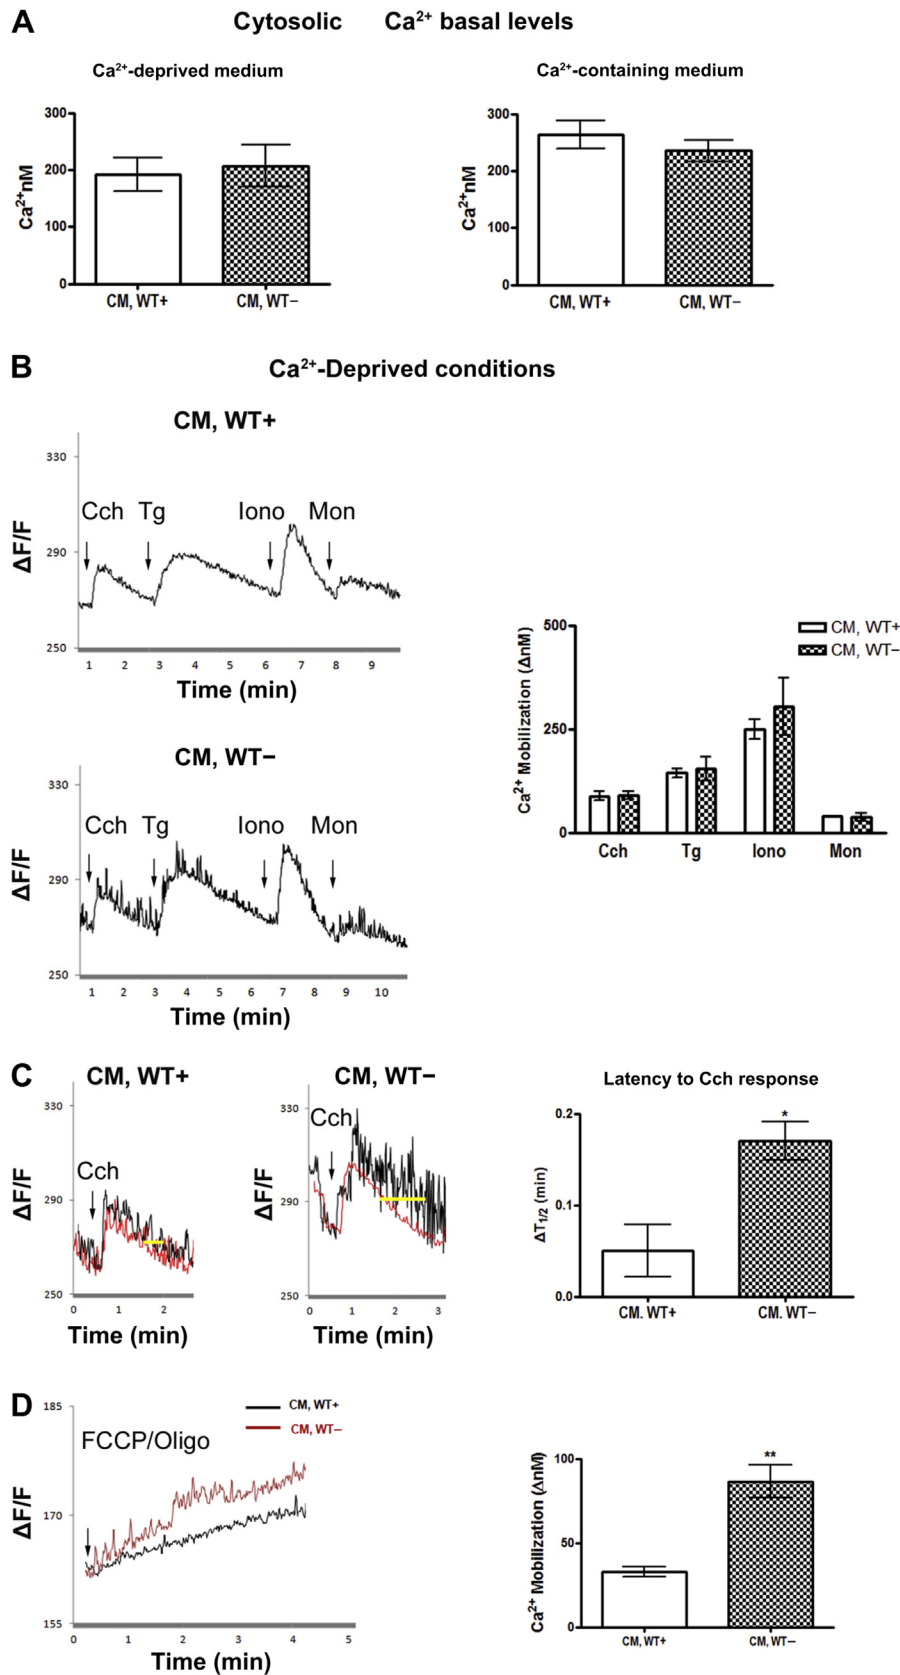 A
Cytosolic Ca²⁺ basal levels
Ca²⁺-deprived medium
300
200
100
0
Ca²⁺nM
CM, WT+
CM, WT−
Ca²⁺-containing medium
300
200
100
0
Ca²⁺nM
CM, WT+
CM, WT−
B
Ca²⁺-Deprived conditions
CM, WT+
330
290
250
ΔF/F
Cch Tg Iono Mon
1 2 3 4 5 6 7 8 9
Time (min)
CM, WT−
330
290
250
ΔF/F
Cch Tg Iono Mon
1 2 3 4 5 6 7 8 9 10
Time (min)
500
250
0
Ca²⁺ Mobilization (ΔnM)
CM, WT+
CM, WT−
Cch Tg Iono Mon
C
CM, WT+
330
290
250
ΔF/F
Cch
0 1 2
Time (min)
CM, WT−
330
290
250
ΔF/F
Cch
0 1 2 3
Time (min)
Latency to Cch response
0.2
0.1
0.0
ΔT1/2 (min)
*
CM. WT+
CM. WT−
D
185
170
155
ΔF/F
FCCP/Oligo
CM, WT+
CM, WT−
0 1 2 3 4 5
Time (min)
100
50
0
Ca²⁺ Mobilization (ΔnM)
**
CM, WT+
CM, WT−